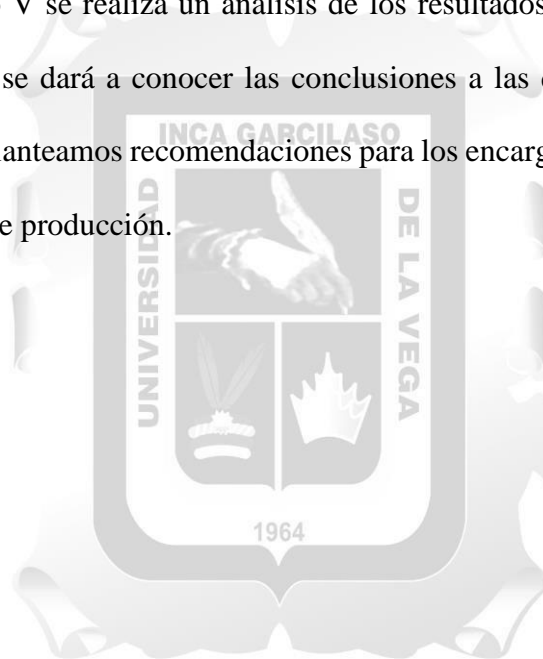 V se realiza un análisis de los resultados
se dará a conocer las conclusiones a las
lanteamos recomendaciones para los encarg
e producción.
INCA GARCILASO
UNIVERSIDAD
DE LA VEGA
1964